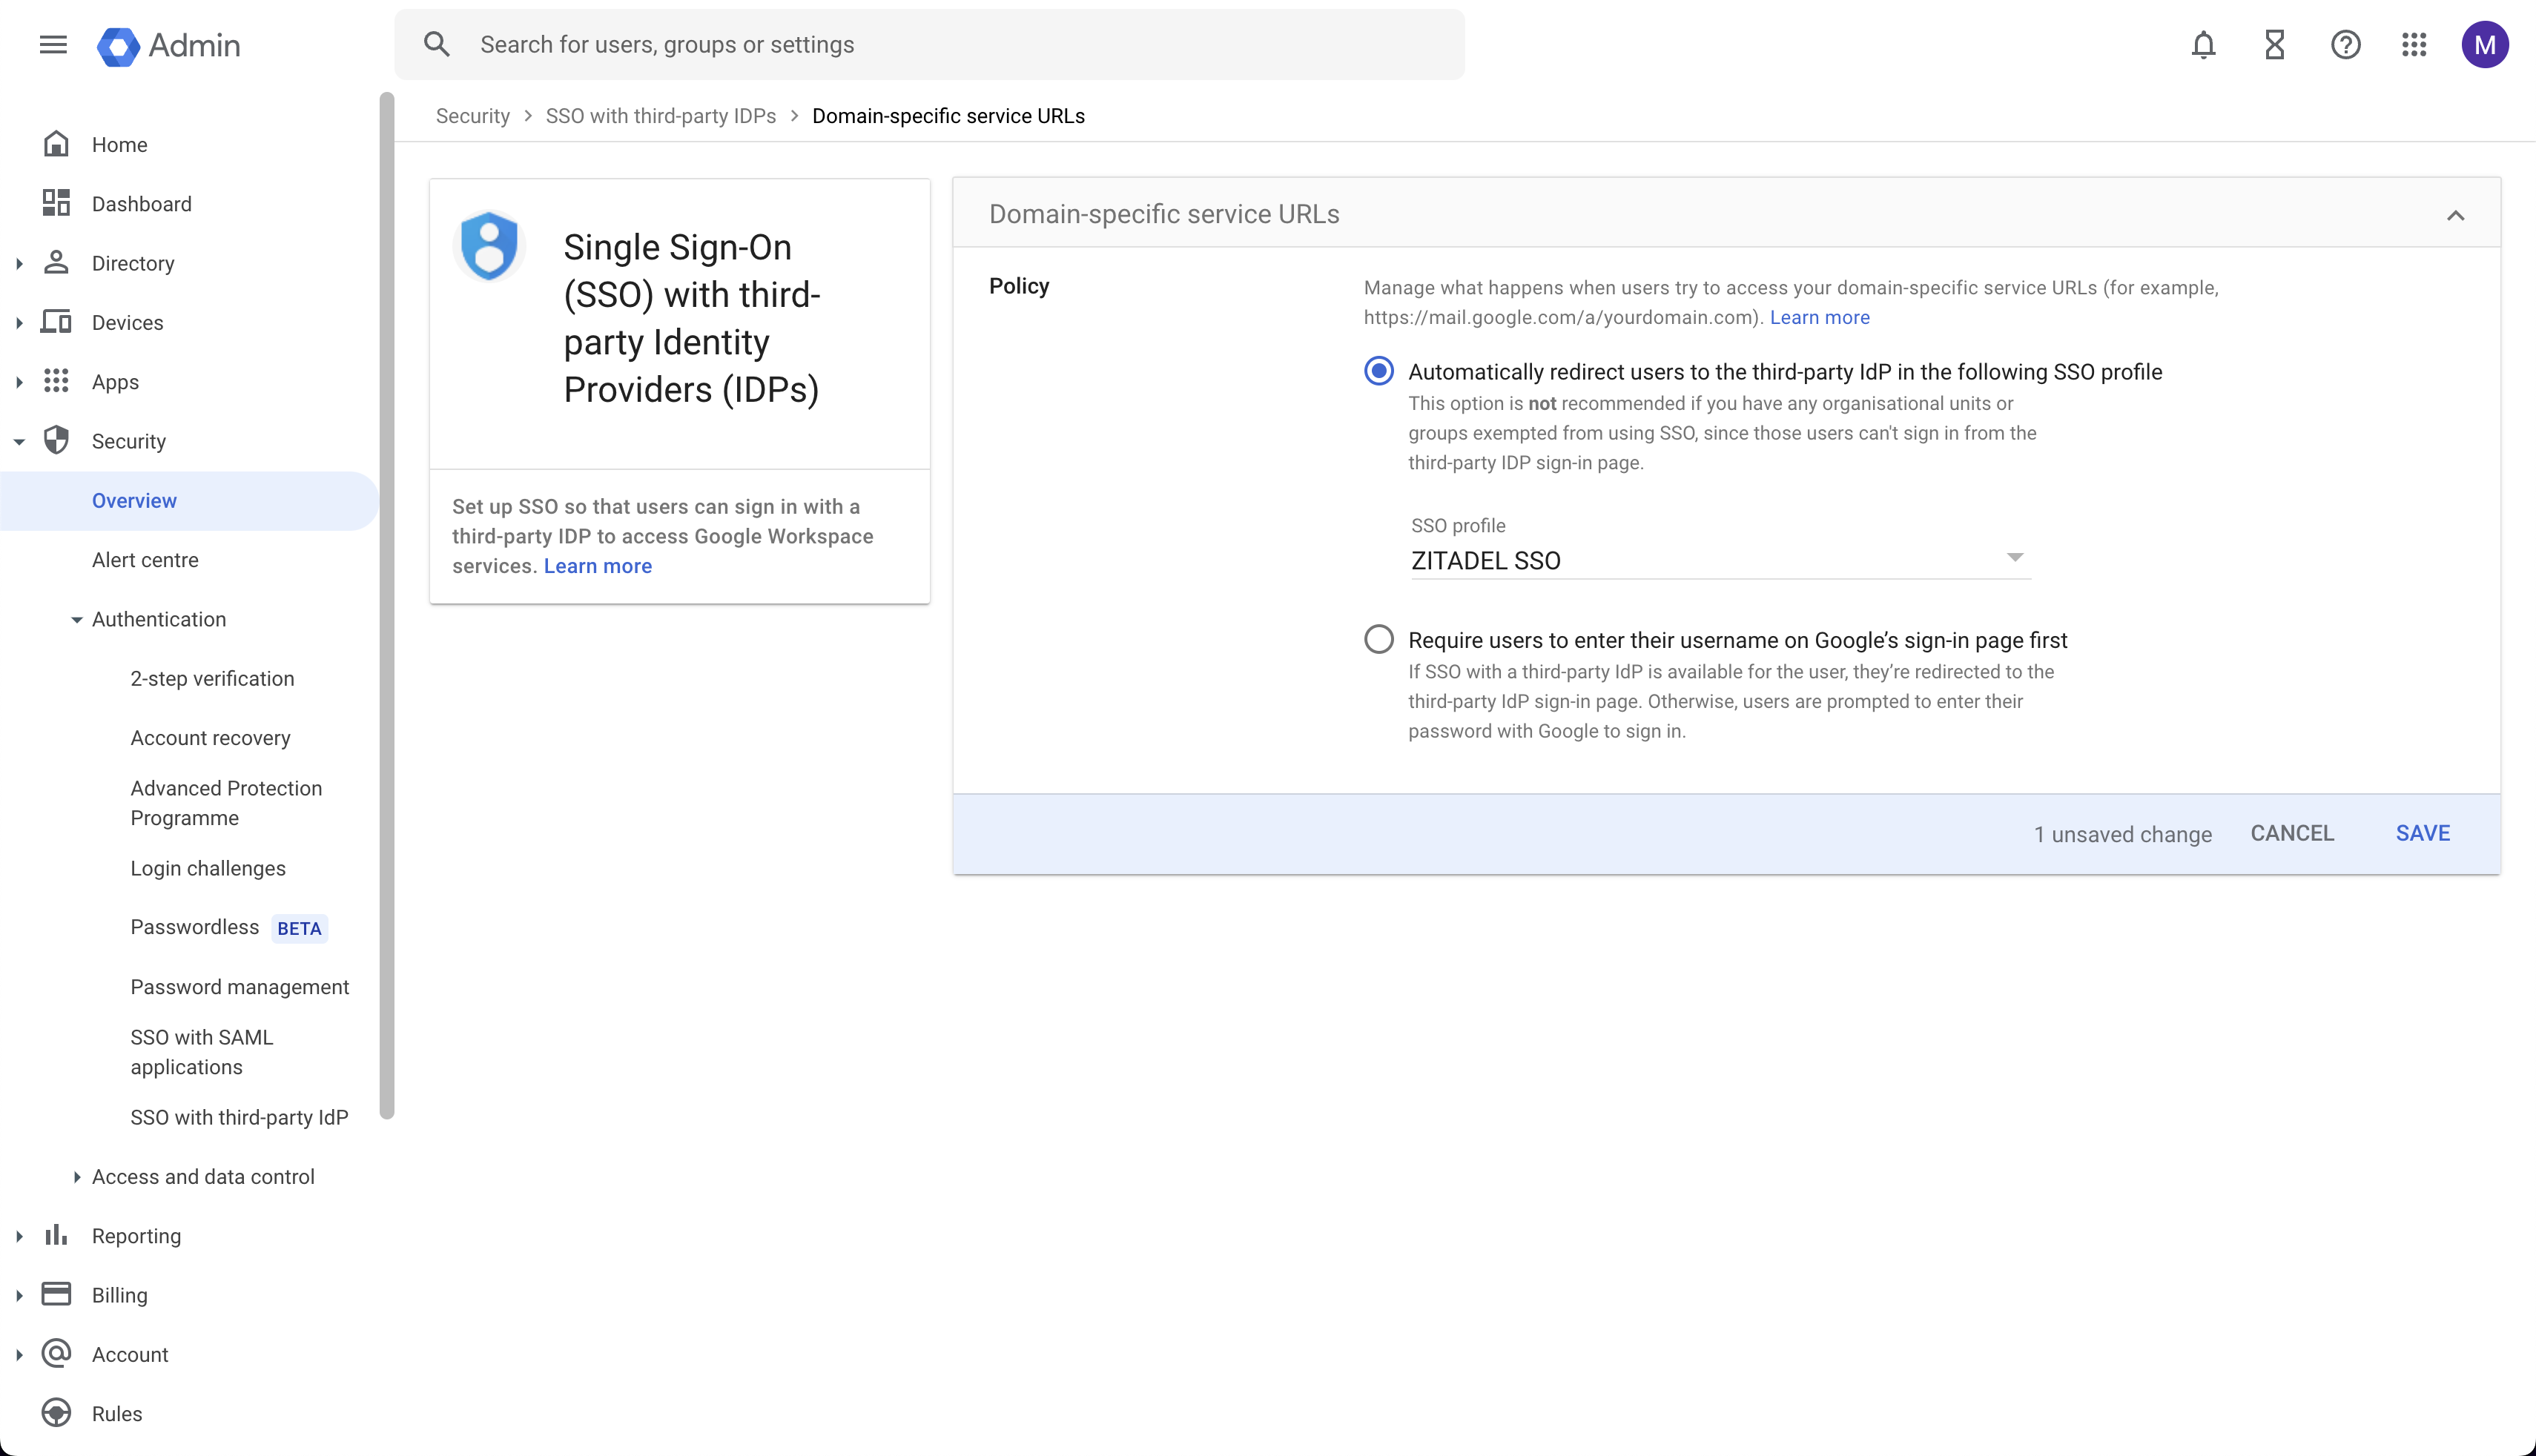 Admin
Search for users, groups or settings
M
Home
Dashboard
Directory
Devices
Apps
Security
Overview
Alert centre
Authentication
2-step verification
Account recovery
Advanced Protection
Programme
Login challenges
Passwordless BETA
Password management
SSO with SAML
applications
SSO with third-party IdP
Access and data control
Reporting
Billing
Account
Rules
Security > SSO with third-party IDPs > Domain-specific service URLs
Single Sign-On
(SSO) with third-
party Identity
Providers (IDPs)
Set up SSO so that users can sign in with a
third-party IDP to access Google Workspace
services. Learn more
Domain-specific service URLs
Policy
Manage what happens when users try to access your domain-specific service URLs (for example,
https://mail.google.com/a/yourdomain.com). Learn more
Automatically redirect users to the third-party IdP in the following SSO profile
This option is not recommended if you have any organisational units or
groups exempted from using SSO, since those users can't sign in from the
third-party IDP sign-in page.
SSO profile
ZITADEL SSO
Require users to enter their username on Google’s sign-in page first
If SSO with a third-party IdP is available for the user, they’re redirected to the
third-party IdP sign-in page. Otherwise, users are prompted to enter their
password with Google to sign in.
1 unsaved change CANCEL SAVE